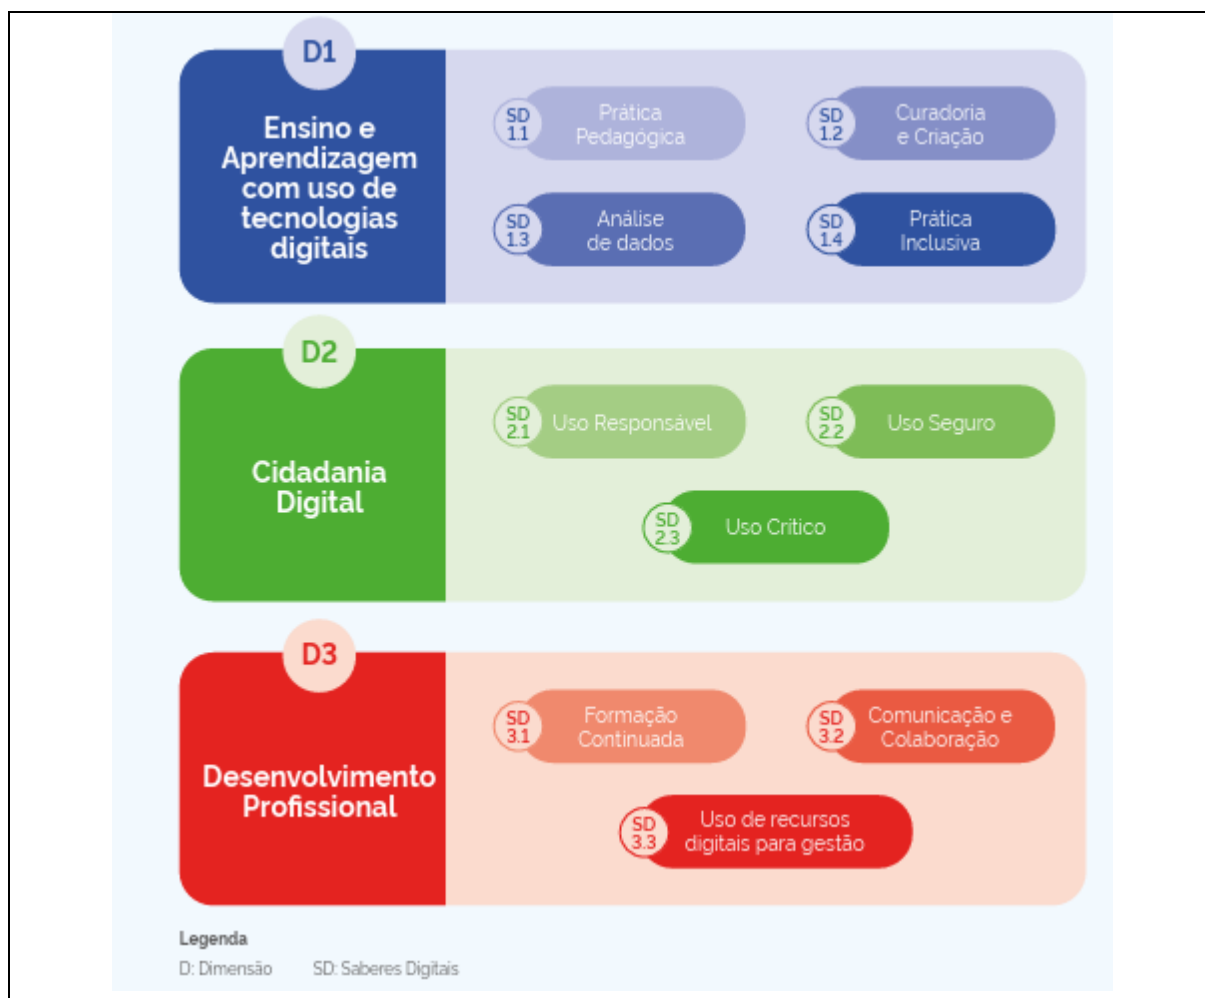 D1
Ensino e
Aprendizagem
com uso de
tecnologias
digitais
SD
1.1
Prática
Pedagógica
SD
1.2
Curadoria
e Criação
SD
1.3
Análise
de dados
SD
1.4
Prática
Inclusiva
D2
Cidadania
Digital
SD
2.1
Uso Responsável
SD
2.2
Uso Seguro
SD
2.3
Uso Crítico
D3
Desenvolvimento
Profissional
SD
3.1
Formação
Continuada
SD
3.2
Comunicação e
Colaboração
SD
3.3
Uso de recursos
digitais para gestão
Legenda
D: Dimensão SD: Saberes Digitais